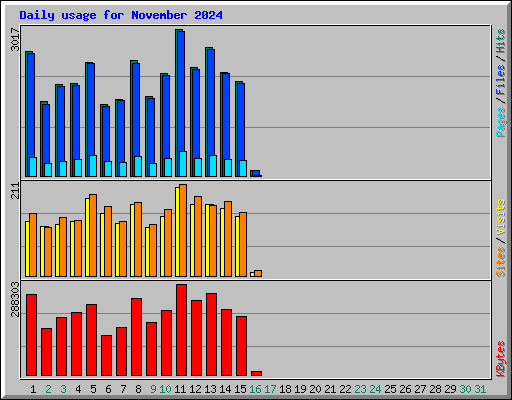 Daily usage for November 2024
3017
Pages / Files / Hits
211
Sites / Visits
288303
KBytes
1 2 3 4 5 6 7 8 9 10 11 12 13 14 15 16 17 18 19 20 21 22 23 24 25 26 27 28 29 30 31